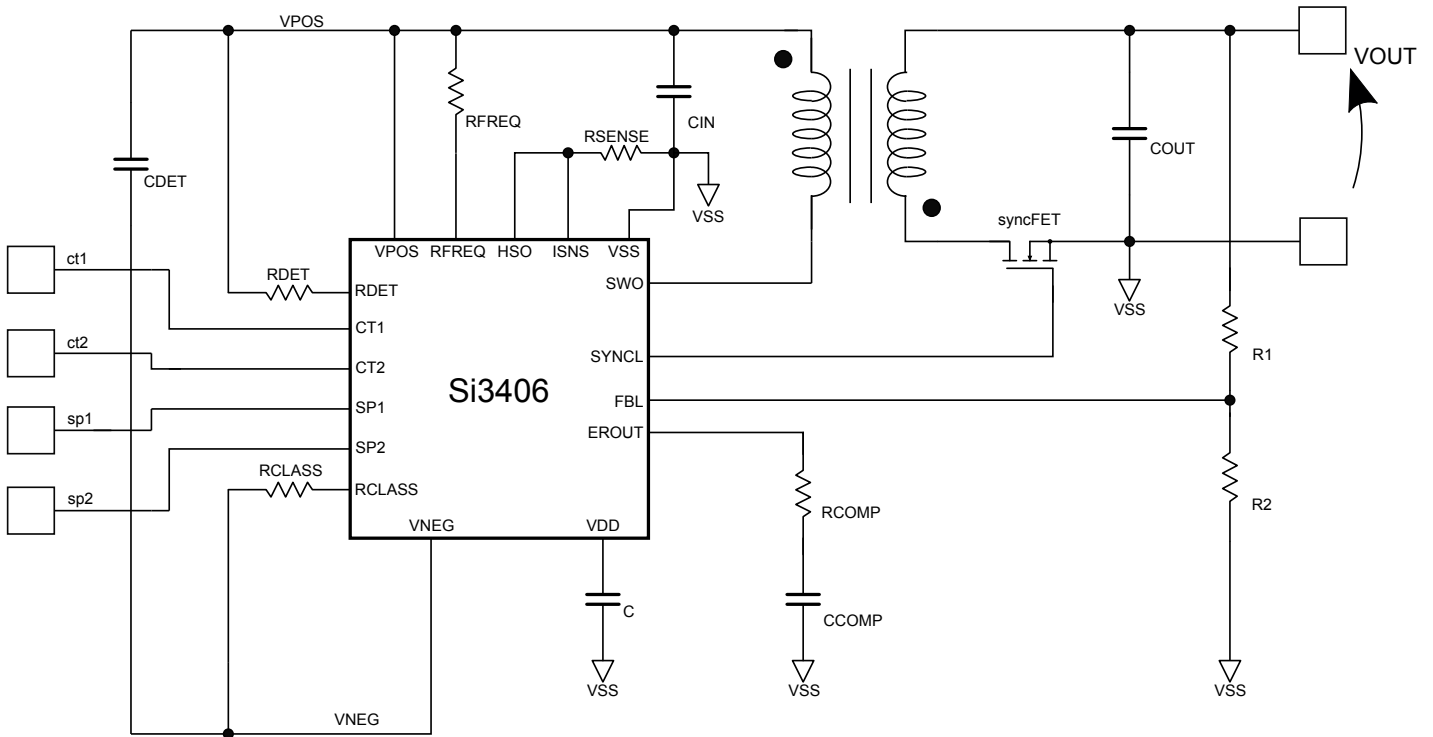 VPOS
VOUT
RFREQ
CIN
RSENSE
COUT
CDET
VSS
syncFET
VPOS
RFREQ
HSO
ISNS
VSS
ct1
RDET
RDET
SWO
VSS
CT1
ct2
SYNCL
R1
CT2
Si3406
sp1
SP1
FBL
EROUT
SP2
RCLASS
sp2
RCLASS
R2
RCOMP
VNEG
VDD
C
CCOMP
VSS
VSS
VSS
VNEG